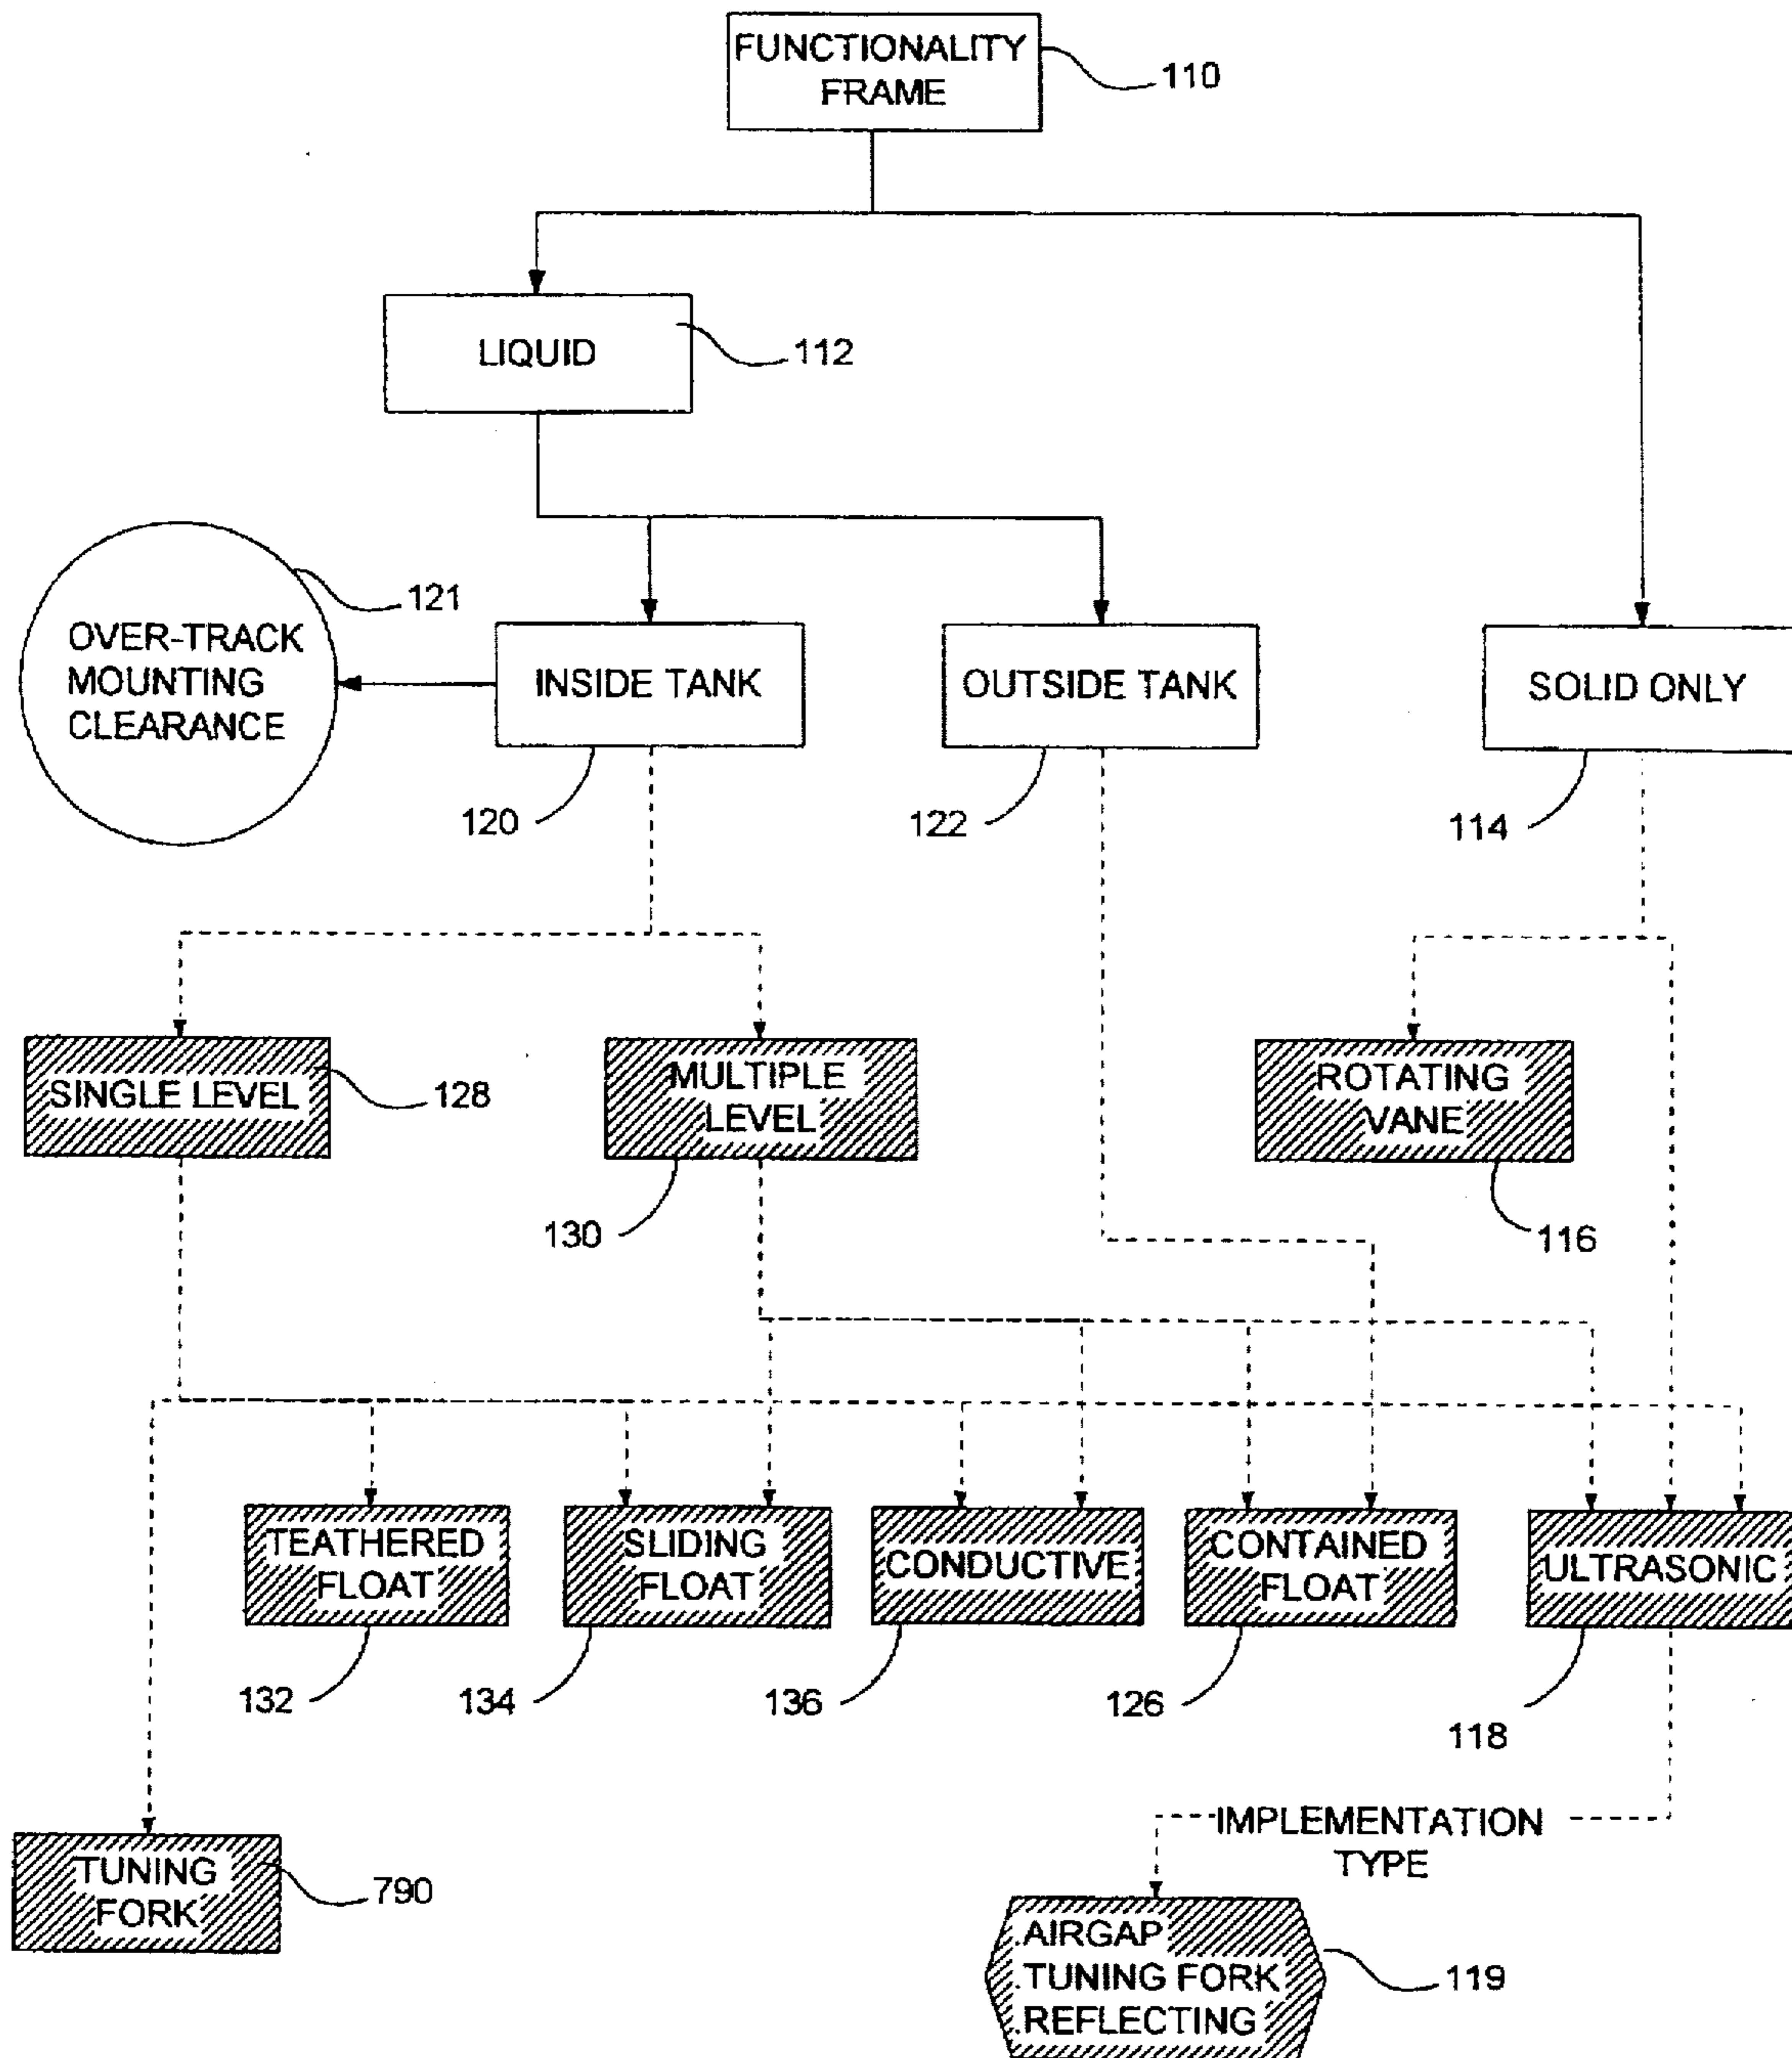 FUNCTIONALITY
FRAME
110
LIQUID
112
121
OVER-TRACK
MOUNTING
CLEARANCE
INSIDE TANK
OUTSIDE TANK
SOLID ONLY
120
122
114
SINGLE LEVEL
128
MULTIPLE
LEVEL
ROTATING
VANE
130
116
TEATHERED
FLOAT
SLIDING
FLOAT
CONDUCTIVE
CONTAINED
FLOAT
ULTRASONIC
132
134
136
126
118
IMPLEMENTATION
TYPE
TUNING
FORK
790
.AIRGAP
.TUNING FORK
.REFLECTING
119